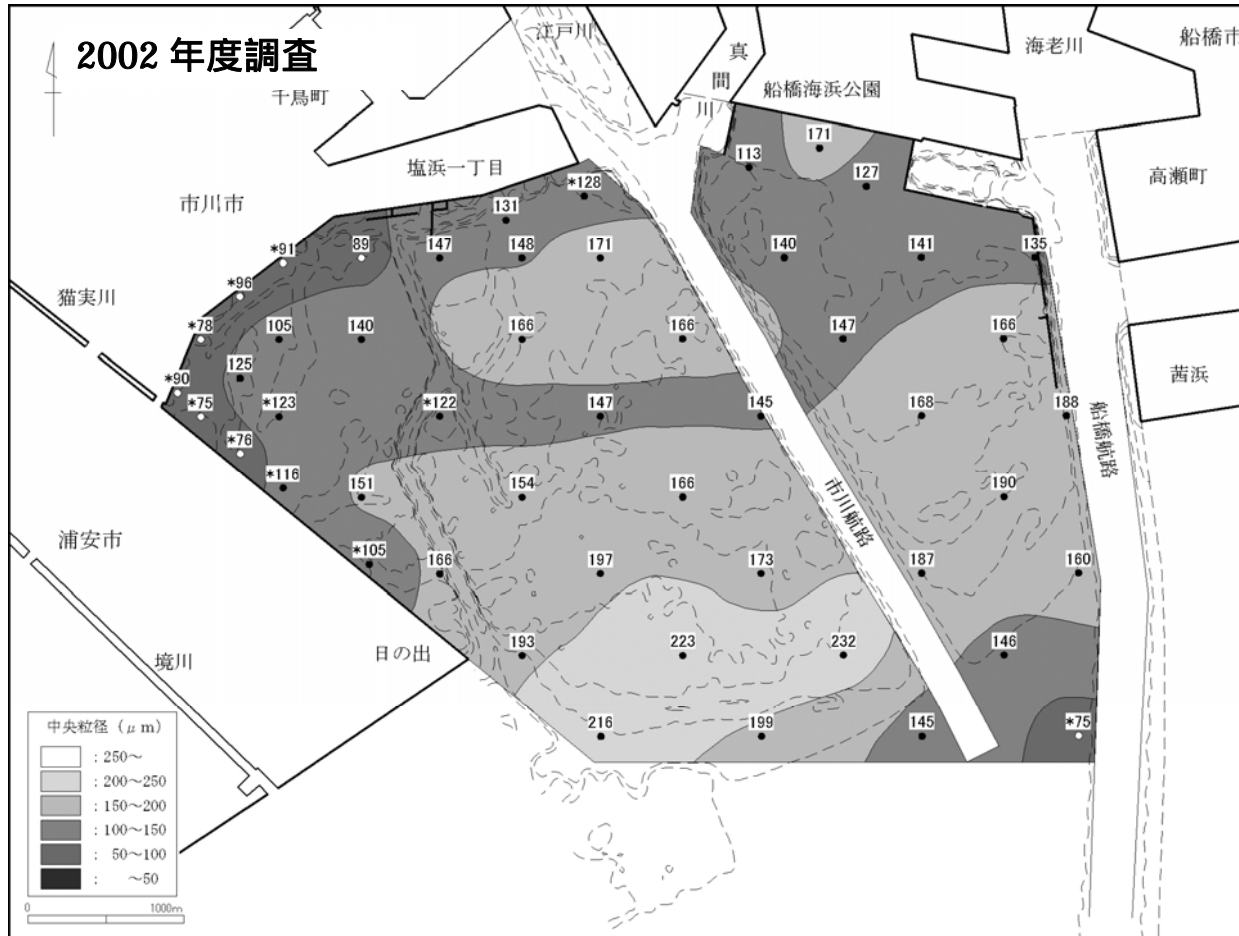 2002 年度調査
江戸川
真間川
海老川
船橋市
千鳥町
船橋海浜公園
塩浜一丁目
高瀬町
市川市
猫実川
茜浜
船橋航路
市川航路
浦安市
日の出
境川
171
113
127
*128
131
*91
89
147
148
171
140
141
135
*96
*78
105
140
166
166
147
166
125
*90
*75
*123
*122
147
145
168
188
*76
*116
151
154
166
190
*105
166
197
173
187
160
193
223
232
146
216
199
145
*75
中央粒径 (μm)
: 250~
: 200~250
: 150~200
: 100~150
: 50~100
: ~50
0 1000m